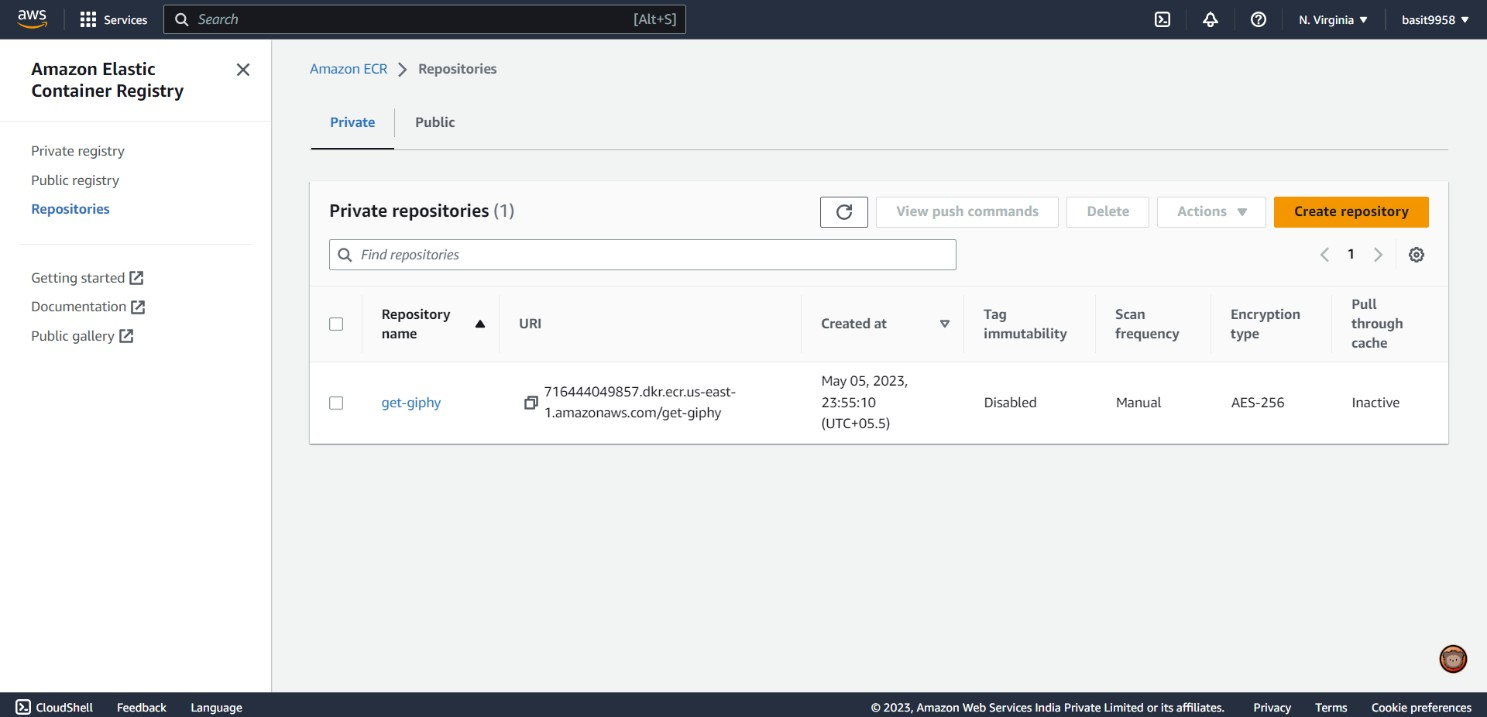 aws
Services
Search
[Alt+S]
N. Virginia
basit9958
Amazon Elastic
Container Registry
Private registry
Public registry
Repositories
Getting started
Documentation
Public gallery
Amazon ECR
Repositories
Private
Public
Private repositories (1)
View push commands
Delete
Actions
Create repository
Find repositories
1
Repository
name
URI
Created at
Tag
immutability
Scan
frequency
Encryption
type
Pull
through
cache
get-giphy
716444049857.dkr.ecr.us-east-
1.amazonaws.com/get-giphy
May 05, 2023,
23:55:10
(UTC+05.5)
Disabled
Manual
AES-256
Inactive
CloudShell
Feedback
Language
© 2023, Amazon Web Services India Private Limited or its affiliates.
Privacy
Terms
Cookie preferences